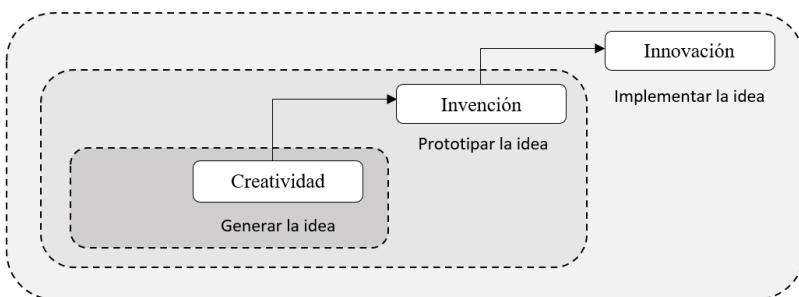 Innovación
Implementar la idea
Invención
Prototipar la idea
Creatividad
Generar la idea